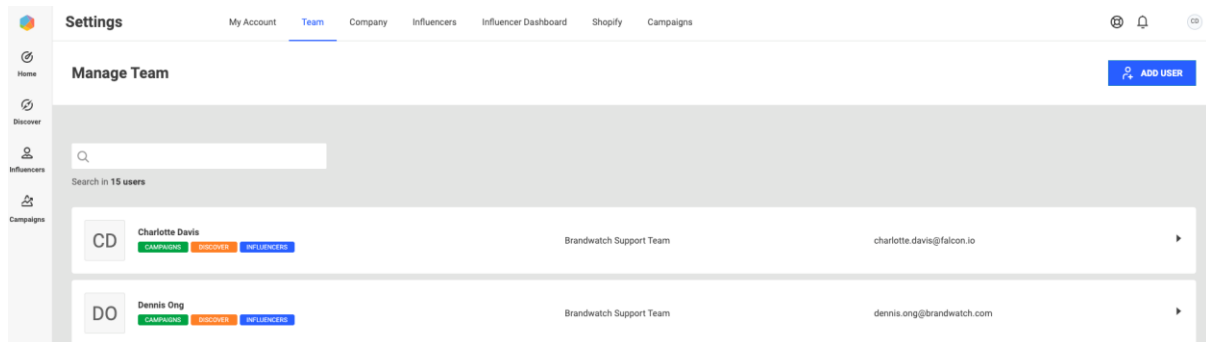 Settings
My Account Team Company Influencers Influencer Dashboard Shopify Campaigns
CD
Home
Manage Team
ADD USER
Discover
Influencers
Search in 15 users
Campaigns
CD
Charlotte Davis
CAMPAIGNS DISCOVER INFLUENCERS
Brandwatch Support Team
charlotte.davis@falcon.io
DO
Dennis Ong
CAMPAIGNS DISCOVER INFLUENCERS
Brandwatch Support Team
dennis.ong@brandwatch.com